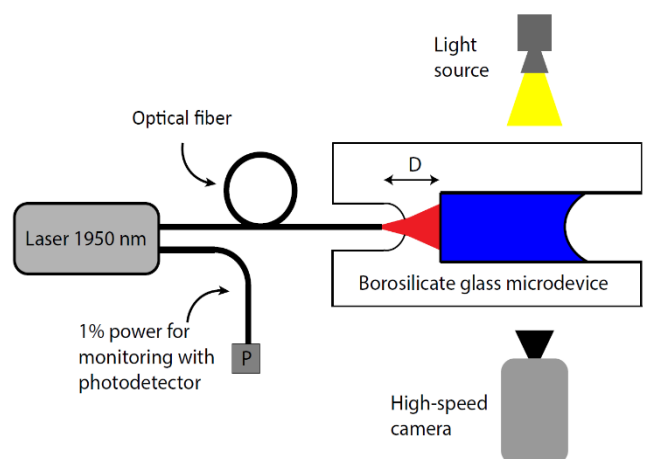 Light
source
Optical fiber
D
Laser 1950 nm
Borosilicate glass microdevice
1% power for
monitoring with
photodetector
P
High-speed
camera